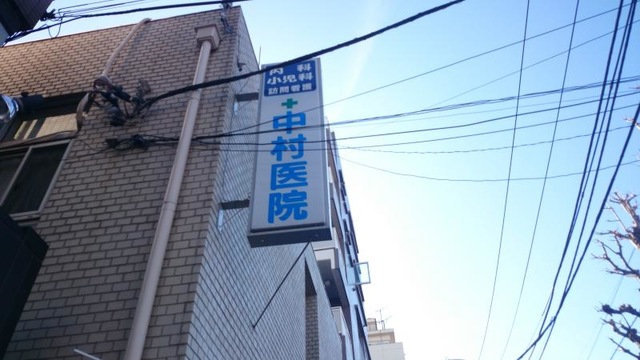 内科
小児科
訪問看護
中村医院